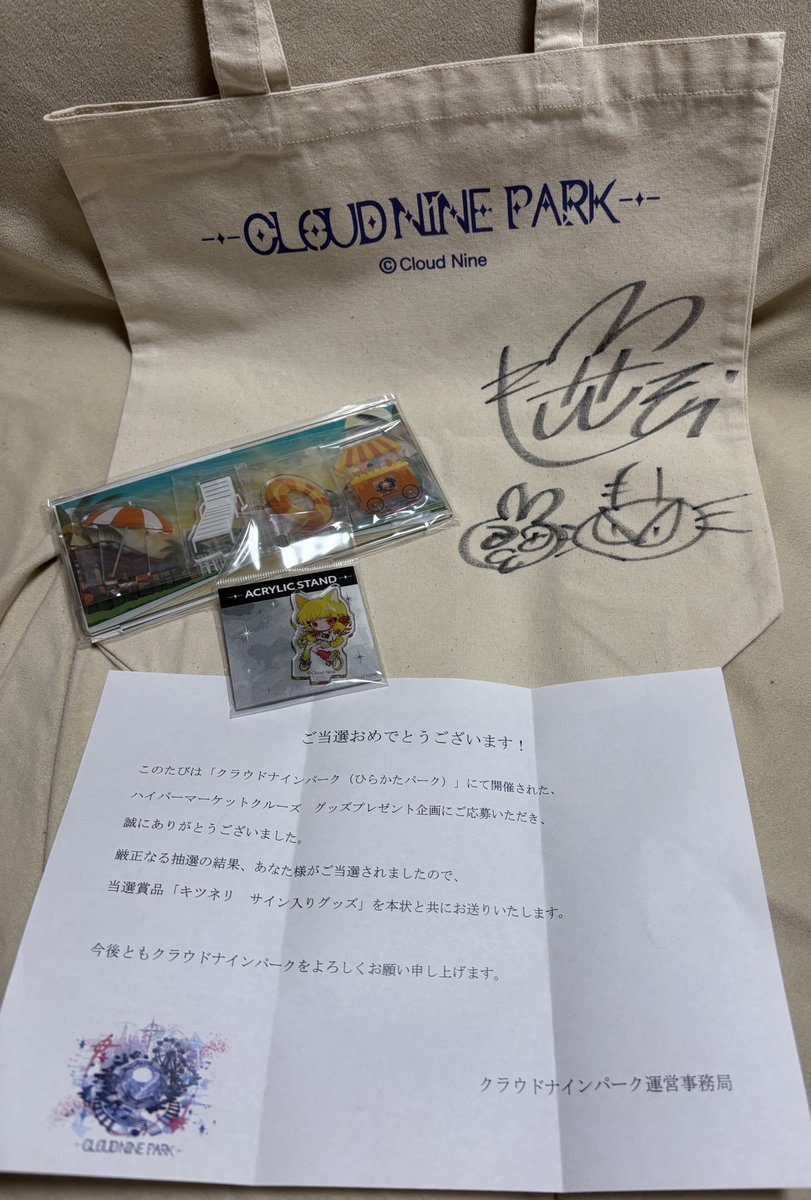 CLOUD NINE PARK
© Cloud Nine
ACRYLIC STAND
©Cloud Nine
ご当選おめでとうございます！
このたびは「クラウドナインパーク（ひらかたパーク）」にて開催された、
ハイパーマーケットクルーズ　グッズプレゼント企画にご応募いただき、
誠にありがとうございました。
厳正なる抽選の結果、あなた様がご当選されましたので、
当選賞品「キツネリ　サイン入りグッズ」を本状と共にお送りいたします。
今後ともクラウドナインパークをよろしくお願い申し上げます。
クラウドナインパーク運営事務局
CLOUD NINE PARK